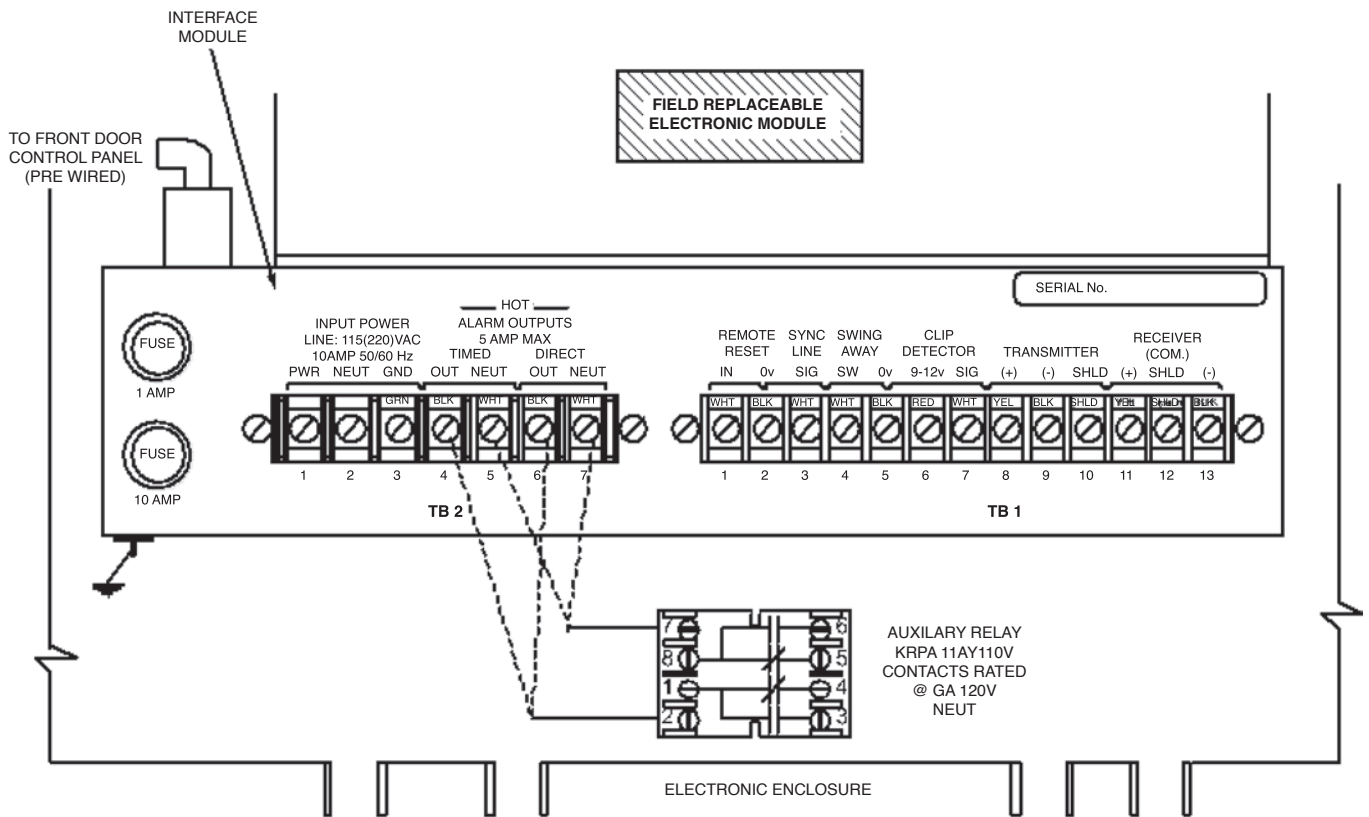 INTERFACE
MODULE
FIELD REPLACEABLE
ELECTRONIC MODULE
TO FRONT DOOR
CONTROL PANEL
(PRE WIRED)
SERIAL No.
FUSE
1 AMP
FUSE
10 AMP
HOT
INPUT POWER
LINE: 115(220)VAC
10AMP 50/60 Hz
PWR NEUT GND
ALARM OUTPUTS
5 AMP MAX
TIMED DIRECT
OUT NEUT OUT NEUT
GRN BLK WHT BLK WHT
1 2 3 4 5 6 7
TB 2
REMOTE
RESET
IN 0v
SYNC
LINE
SIG
SWING
AWAY
SW 0v
CLIP
DETECTOR
9-12v SIG
TRANSMITTER
(+) (-) SHLD
RECEIVER
(COM.)
(+) SHLD (-)
WHT BLK WHT WHT BLK RED WHT YEL BLK SHLD
1 2 3 4 5 6 7 8 9 10 11 12 13
TB 1
7 6
8 5
1 4
2 3
AUXILARY RELAY
KRPA 11AY110V
CONTACTS RATED
@ GA 120V
NEUT
ELECTRONIC ENCLOSURE